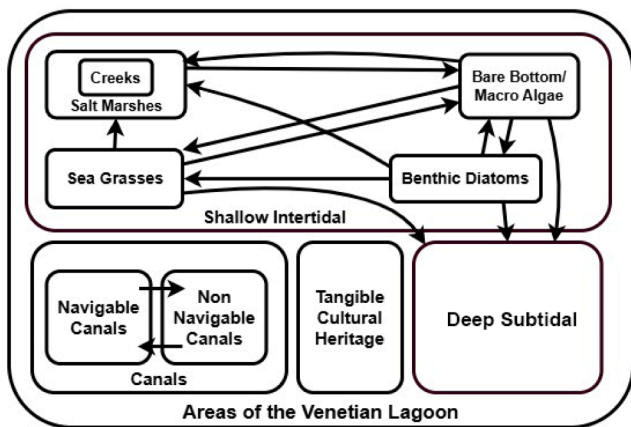 Creeks
Salt Marshes
Bare Bottom/
Macro Algae
Sea Grasses
Benthic Diatoms
Shallow Intertidal
Navigable
Canals
Non
Navigable
Canals
Canals
Tangible
Cultural
Heritage
Deep Subtidal
Areas of the Venetian Lagoon